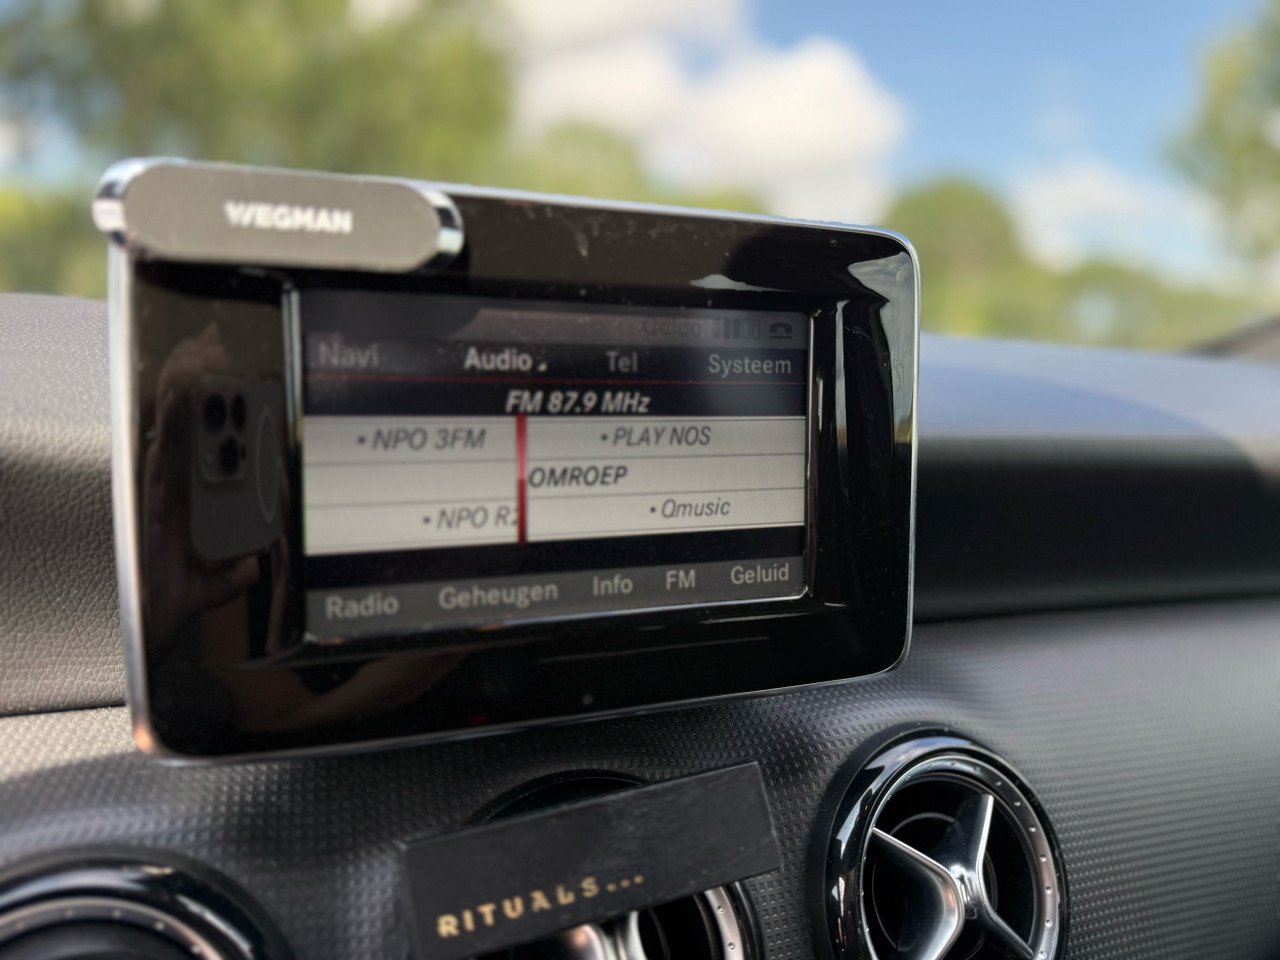 WEGMAN
Navi Audio Tel Systeem
FM 87.9 MHz
• NPO 3FM • PLAY NOS
OMROEP
• NPO R2 • Qmusic
Radio Geheugen Info FM Geluid
RITUALS...